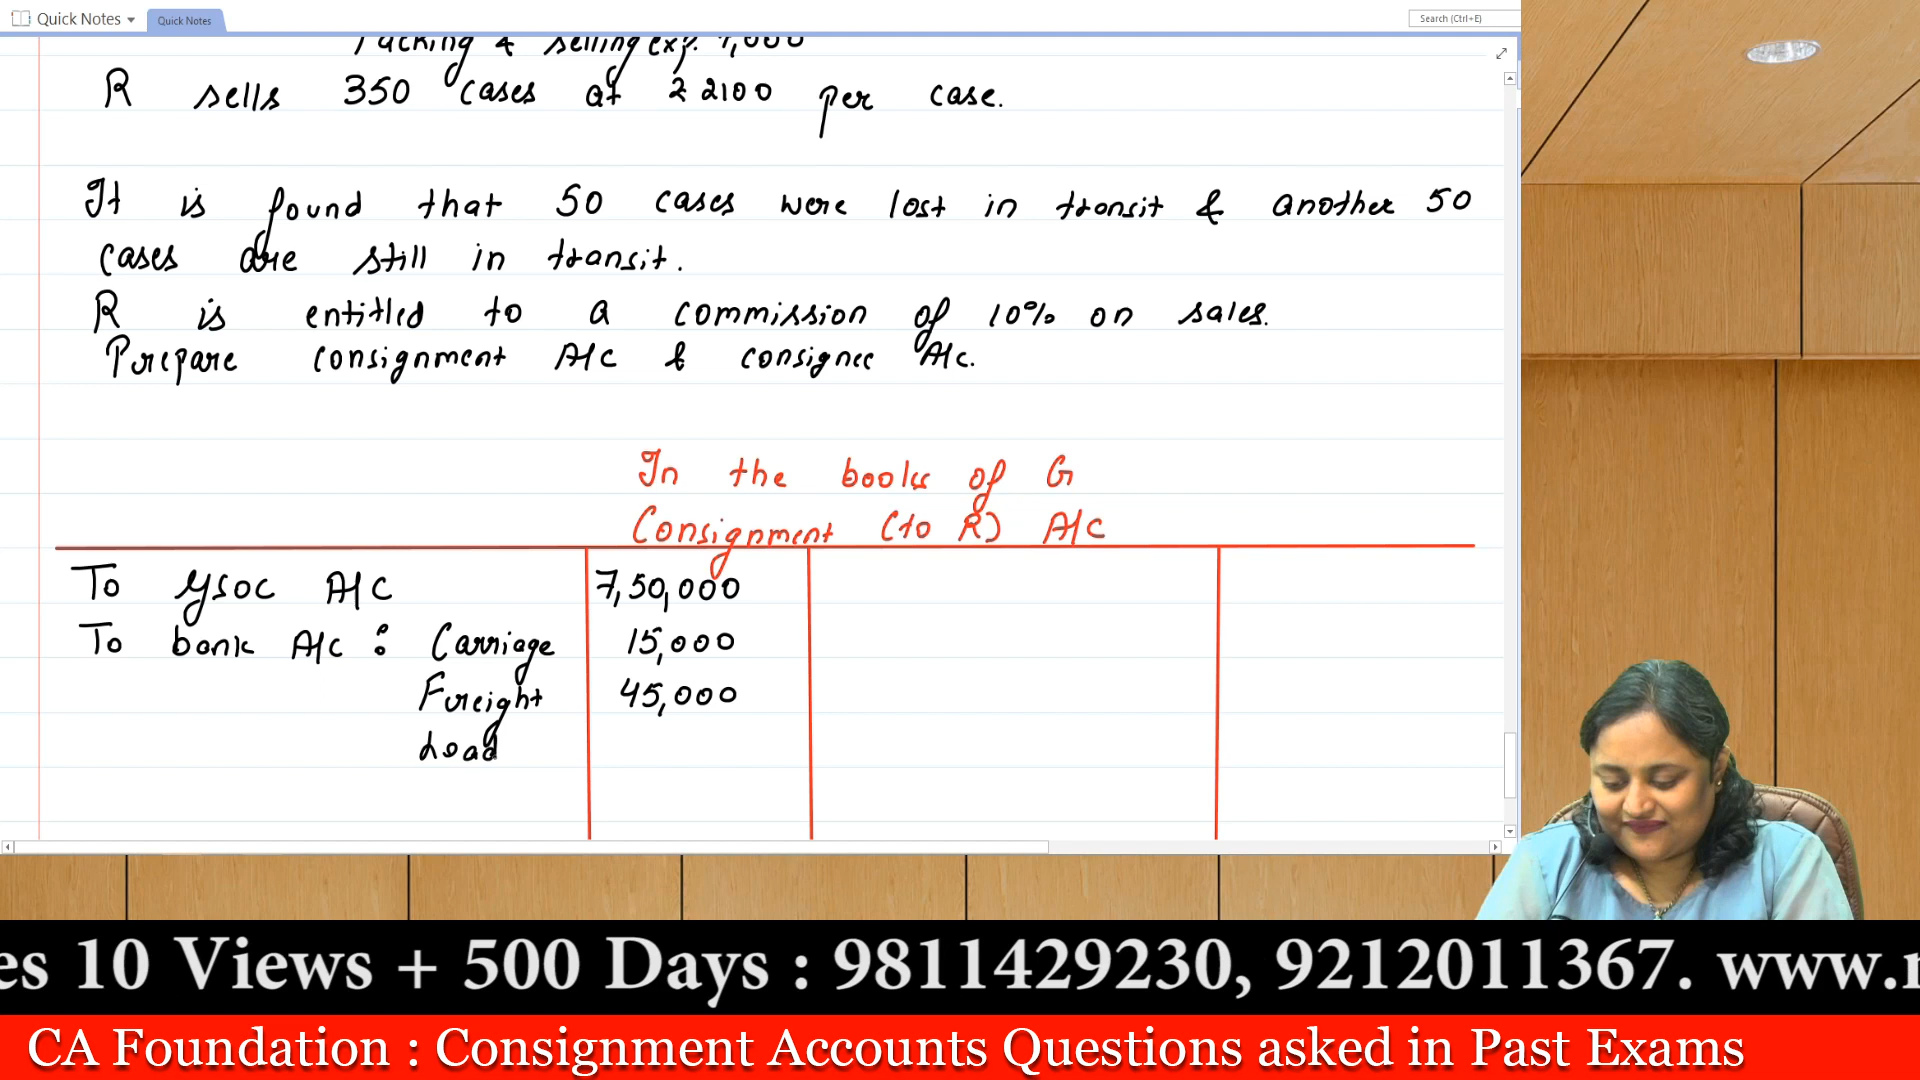 Quick Notes
Quick Notes
Search (Ctrl+E)
Packing & selling exp. 7,000
R sells 350 cases at ₹ 2100 per case.
It is found that 50 cases were lost in transit & another 50
cases are still in transit.
R is entitled to a commission of 10% on sales.
Prepare consignment A/c & consignee A/c.
In the books of G
Consignment (to R) A/C
To GSOC A/C 7,50,000
To bank A/c : Carriage 15,000
Freight 45,000
Load
es 10 Views + 500 Days : 9811429230, 9212011367. www.
CA Foundation : Consignment Accounts Questions asked in Past Exams